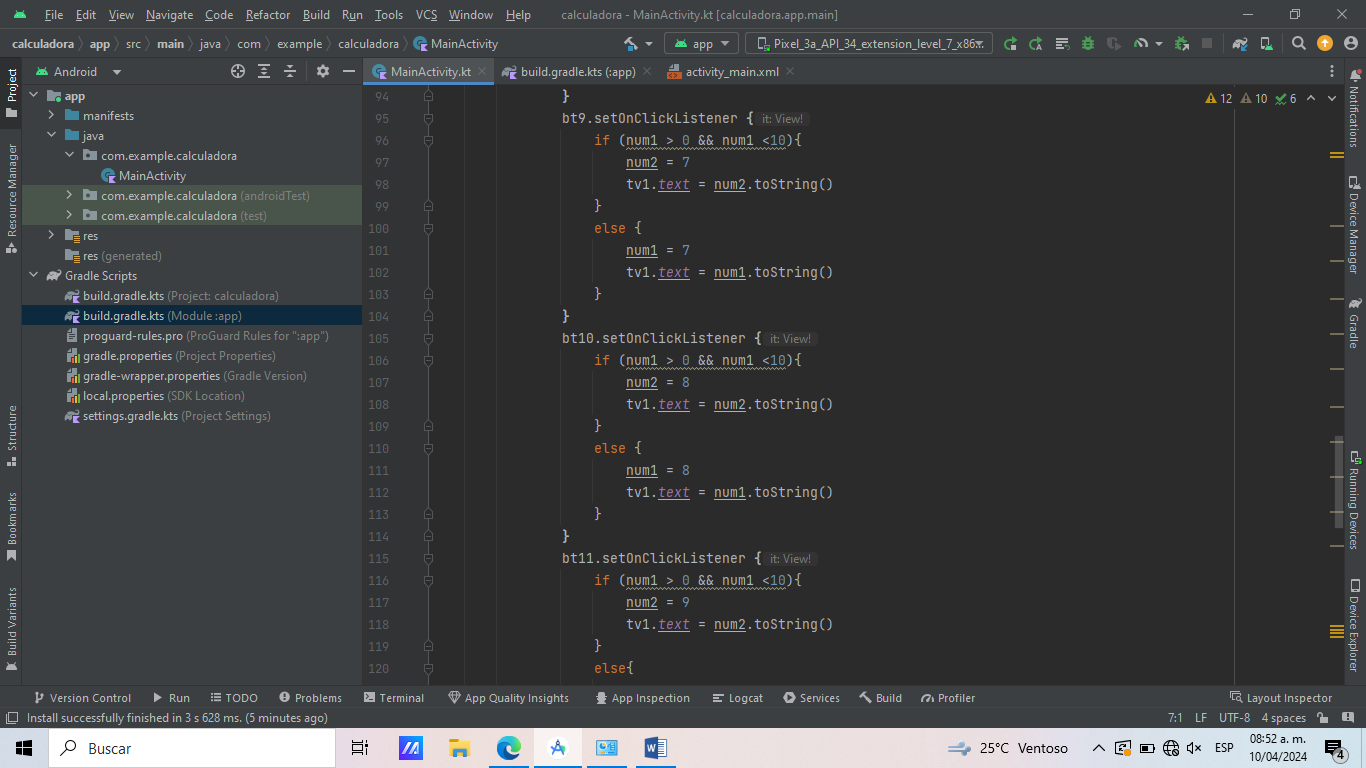 File Edit View Navigate Code Refactor Build Run Tools VCS Window Help calculadora - MainActivity.kt [calculadora.app.main]
calculadora app src main java com example calculadora MainActivity app Pixel_3a_API_34_extension_level_7_x86
Project
Resource Manager
Structure
Bookmarks
Build Variants
Android
app
manifests
java
com.example.calculadora
MainActivity
com.example.calculadora (androidTest)
com.example.calculadora (test)
res
res (generated)
Gradle Scripts
build.gradle.kts (Project: calculadora)
build.gradle.kts (Module :app)
proguard-rules.pro (ProGuard Rules for ":app")
gradle.properties (Project Properties)
gradle-wrapper.properties (Gradle Version)
local.properties (SDK Location)
settings.gradle.kts (Project Settings)
MainActivity.kt build.gradle.kts (:app) activity_main.xml
12 10 6
94 }
95 bt9.setOnClickListener { it: View!
96 if (num1 > 0 && num1 <10){
97 num2 = 7
98 tv1.text = num2.toString()
99 }
100 else {
101 num1 = 7
102 tv1.text = num1.toString()
103 }
104 }
105 bt10.setOnClickListener { it: View!
106 if (num1 > 0 && num1 <10){
107 num2 = 8
108 tv1.text = num2.toString()
109 }
110 else {
111 num1 = 8
112 tv1.text = num1.toString()
113 }
114 }
115 bt11.setOnClickListener { it: View!
116 if (num1 > 0 && num1 <10){
117 num2 = 9
118 tv1.text = num2.toString()
119 }
120 else{
Notifications
Device Manager
Gradle
Running Devices
Device Explorer
Version Control Run TODO Problems Terminal App Quality Insights App Inspection Logcat Services Build Profiler Layout Inspector
Install successfully finished in 3 s 628 ms. (5 minutes ago) 7:1 LF UTF-8 4 spaces
Buscar 25°C Ventoso ESP 08:52 a. m.
10/04/2024 4